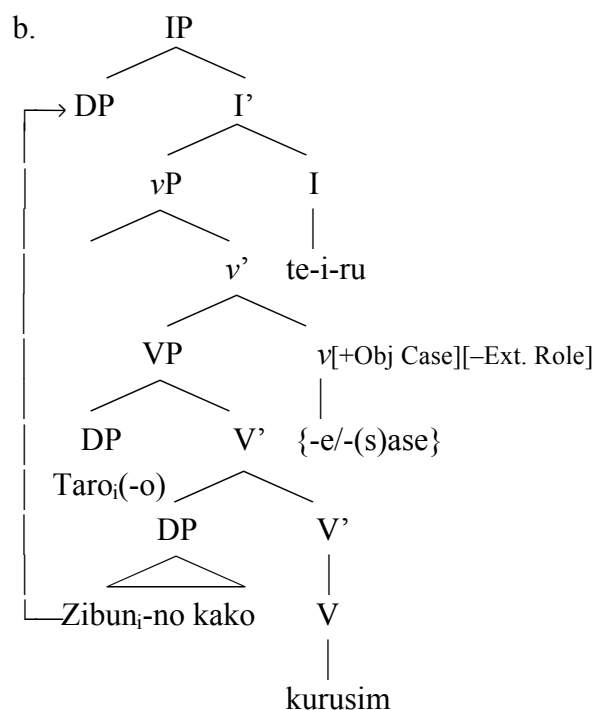 b.
IP
DP I’
vP I
v’ te-i-ru
VP v[+Obj Case][–Ext. Role]
DP V’ {-e/-(s)ase}
Taroᵢ(-o)
DP V’
Zibunᵢ-no kako V
kurusim